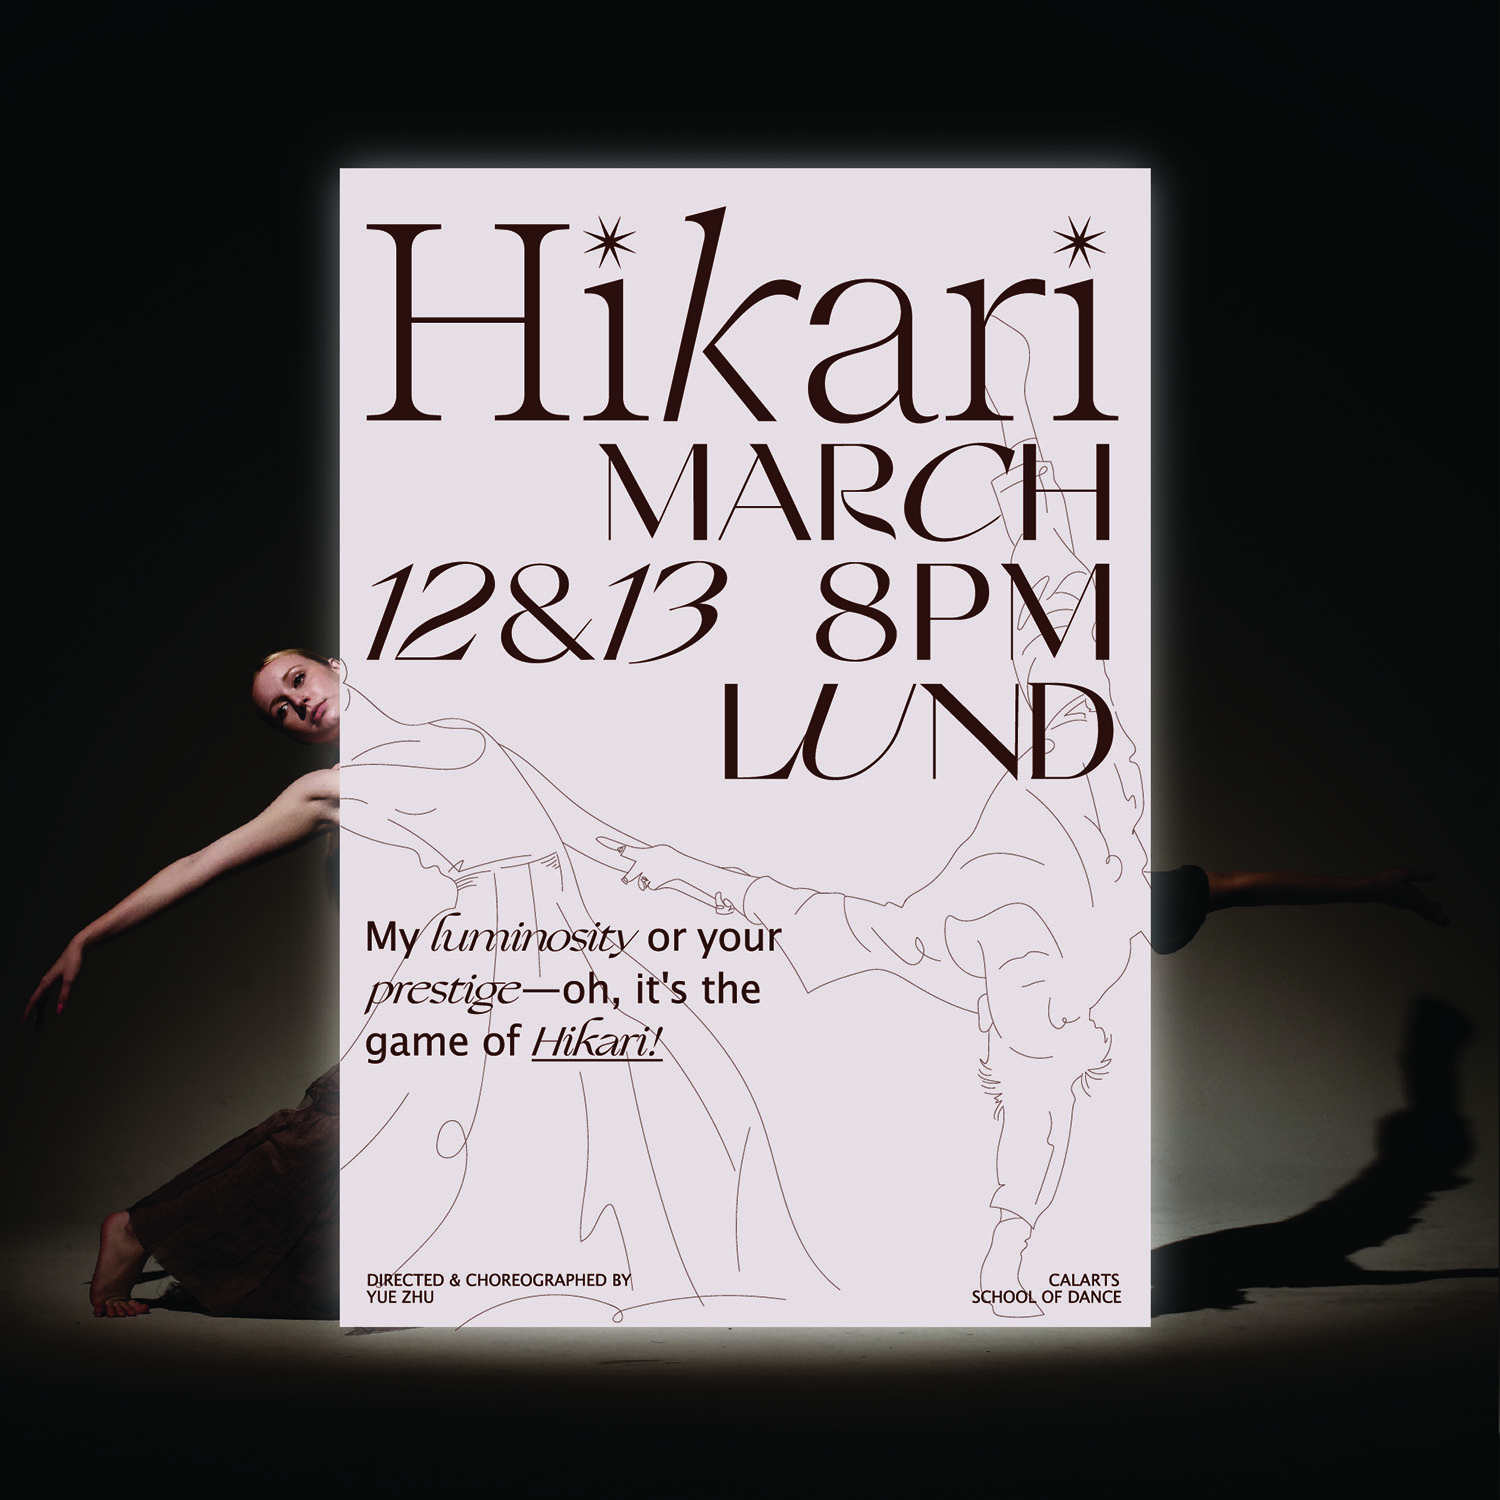 Hikari
MARCH
12&13 8PM
LUND
My luminosity or your
prestige—oh, it's the
game of Hikari!
DIRECTED & CHOREOGRAPHED BY
YUE ZHU
CALARTS
SCHOOL OF DANCE